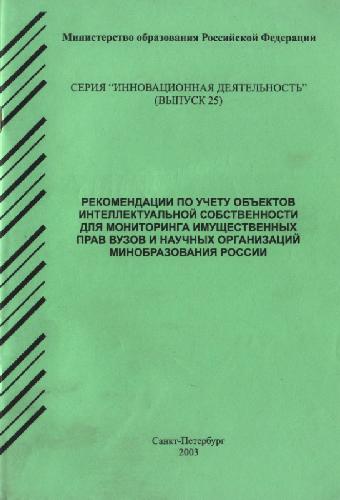 Министерство образования Российской Федерации
СЕРИЯ "ИННОВАЦИОННАЯ ДЕЯТЕЛЬНОСТЬ"
(ВЫПУСК 25)
РЕКОМЕНДАЦИИ ПО УЧЕТУ ОБЪЕКТОВ
ИНТЕЛЛЕКТУАЛЬНОЙ СОБСТВЕННОСТИ
ДЛЯ МОНИТОРИНГА ИМУЩЕСТВЕННЫХ
ПРАВ ВУЗОВ И НАУЧНЫХ ОРГАНИЗАЦИЙ
МИНОБРАЗОВАНИЯ РОССИИ
Санкт-Петербург
2003